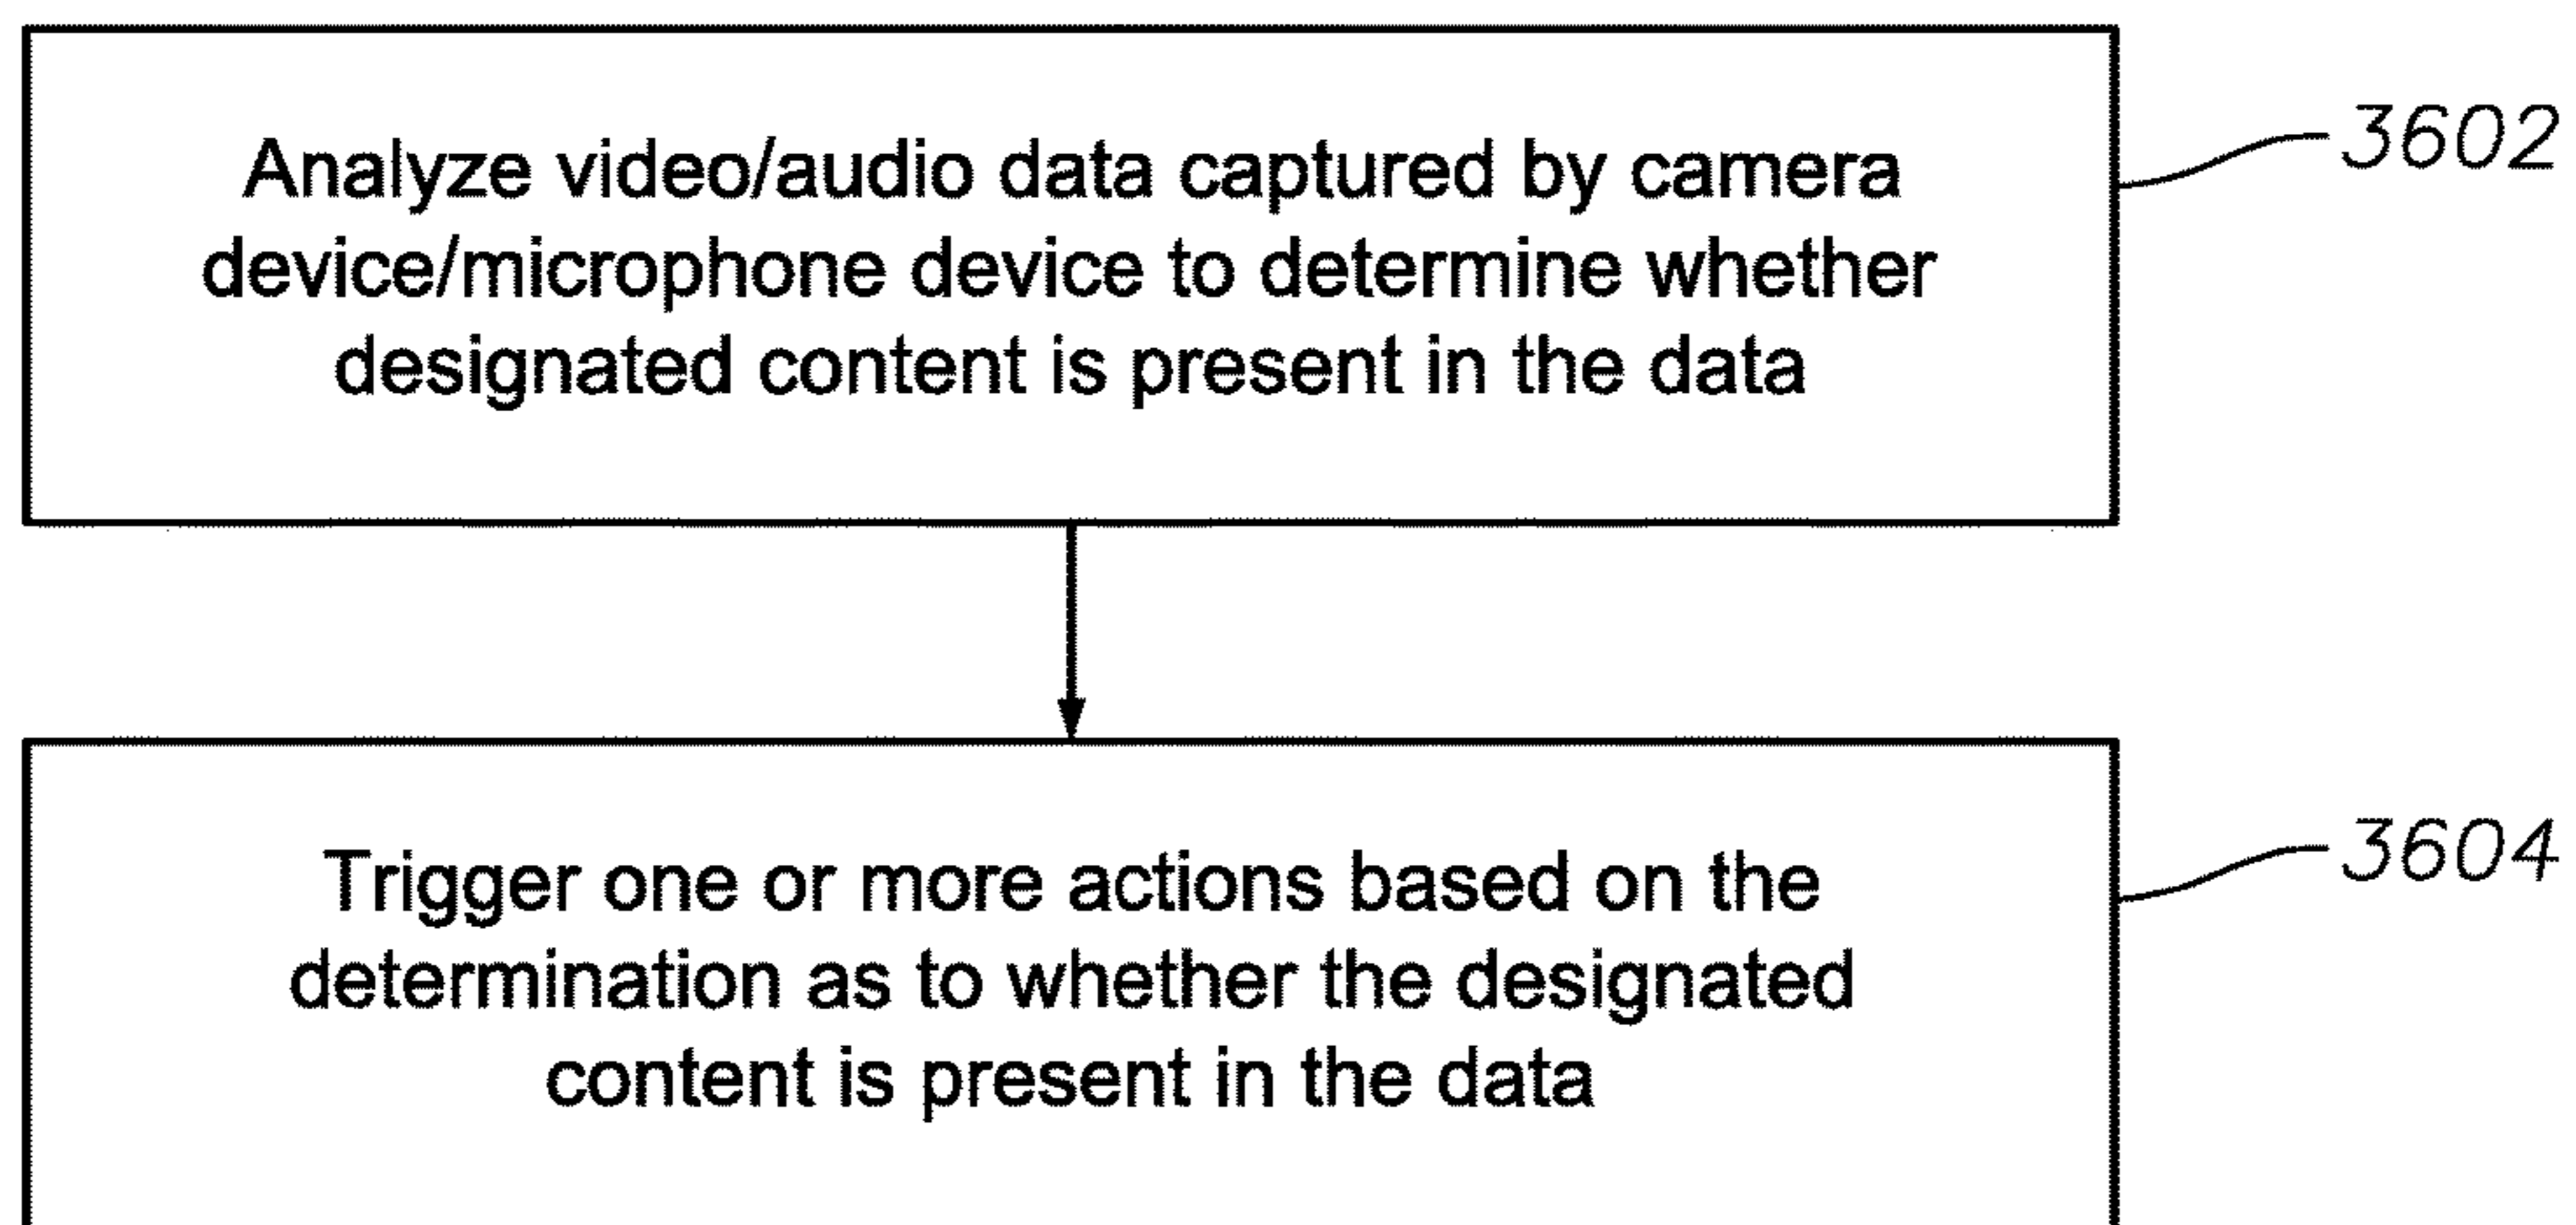 Analyze video/audio data captured by camera
device/microphone device to determine whether
designated content is present in the data
3602
Trigger one or more actions based on the
determination as to whether the designated
content is present in the data
3604